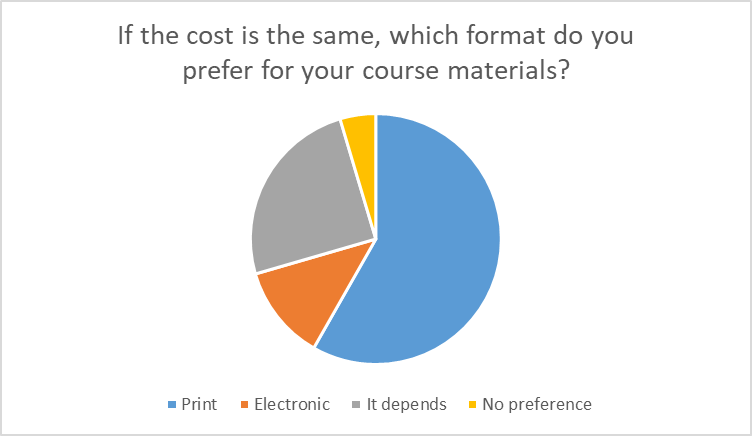 If the cost is the same, which format do you
prefer for your course materials?
Print Electronic It depends No preference